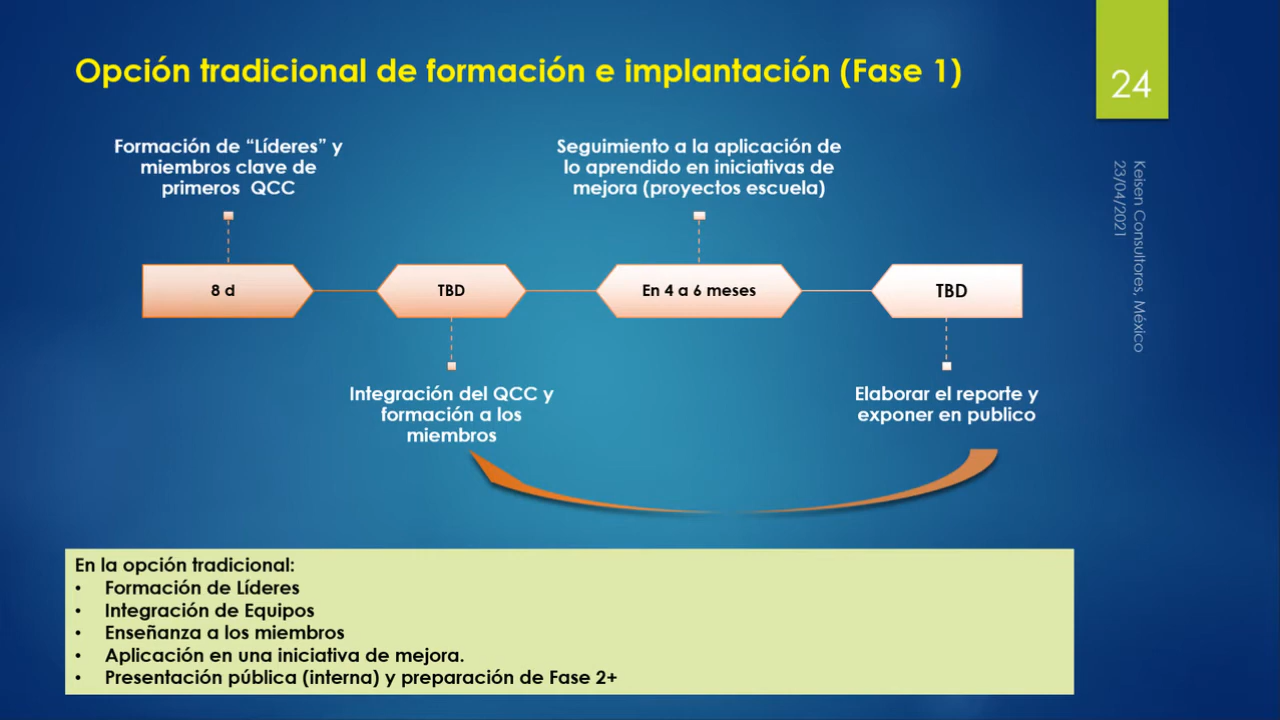 Opción tradicional de formación e implantación (Fase 1)
24
Keisen Consultores, México
23/04/2021
Formación de “Líderes” y
miembros clave de
primeros  QCC
Seguimiento a la aplicación de
lo aprendido en iniciativas de
mejora (proyectos escuela)
8 d
TBD
En 4 a 6 meses
TBD
Integración del QCC y
formación a los
miembros
Elaborar el reporte y
exponer en publico
En la opción tradicional:
• Formación de Líderes
• Integración de Equipos
• Enseñanza a los miembros
• Aplicación en una iniciativa de mejora.
• Presentación pública (interna) y preparación de Fase 2+